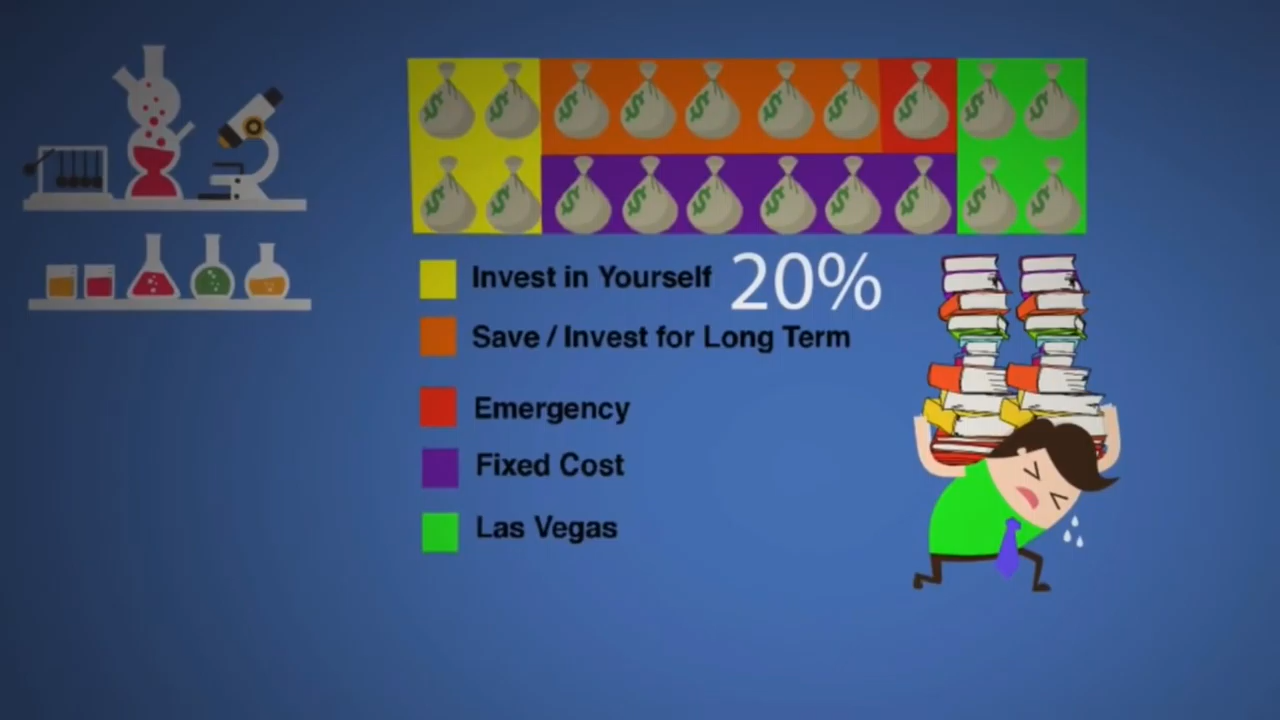 Invest in Yourself 20%
Save / Invest for Long Term
Emergency
Fixed Cost
Las Vegas